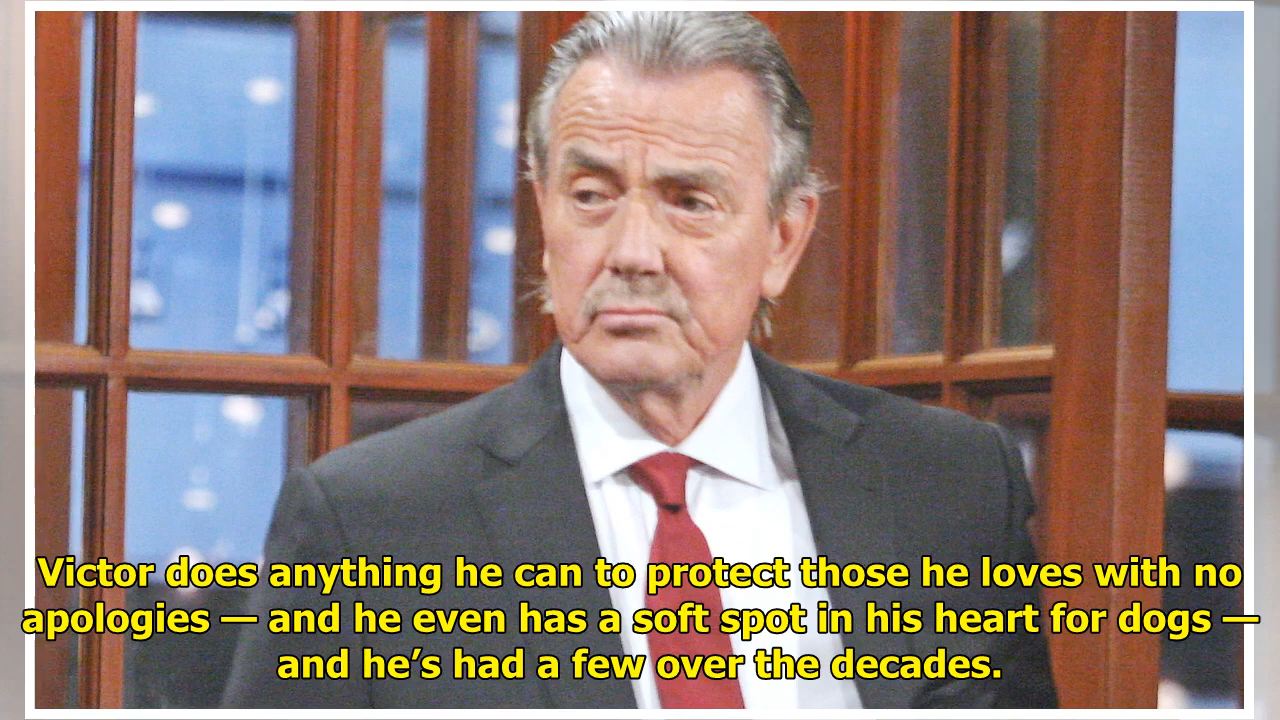 Victor does anything he can to protect those he loves with no
apologies — and he even has a soft spot in his heart for dogs —
and he’s had a few over the decades.